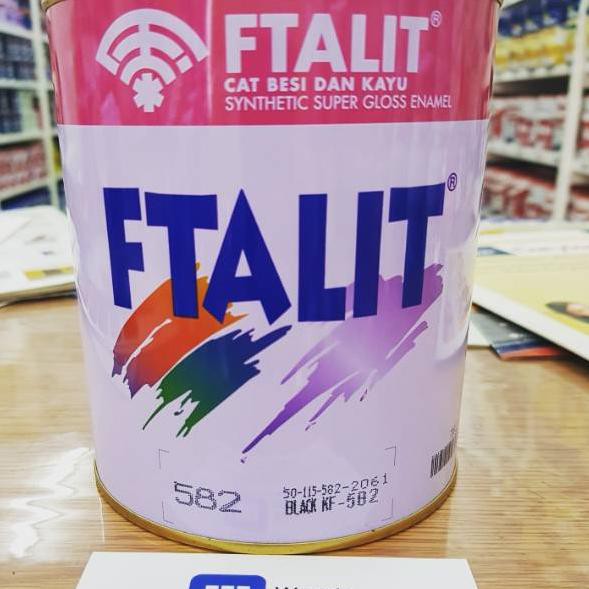 FTALIT®
CAT BESI DAN KAYU
SYNTHETIC SUPER GLOSS ENAMEL
FTALIT®
582
50-115-582-2061
BLACK KF-582